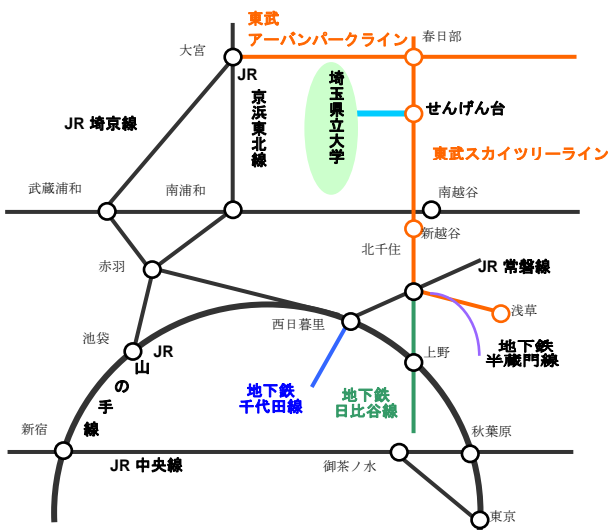 東武
アーバンパークライン
春日部
大宮
JR
京浜東北線
埼玉県立大学
せんげん台
JR 埼京線
東武スカイツリーライン
武蔵浦和
南浦和
南越谷
新越谷
北千住
赤羽
JR 常磐線
浅草
西日暮里
池袋
JR
山の手線
上野
地下鉄
半蔵門線
地下鉄
千代田線
地下鉄
日比谷線
新宿
秋葉原
JR 中央線
御茶ノ水
東京